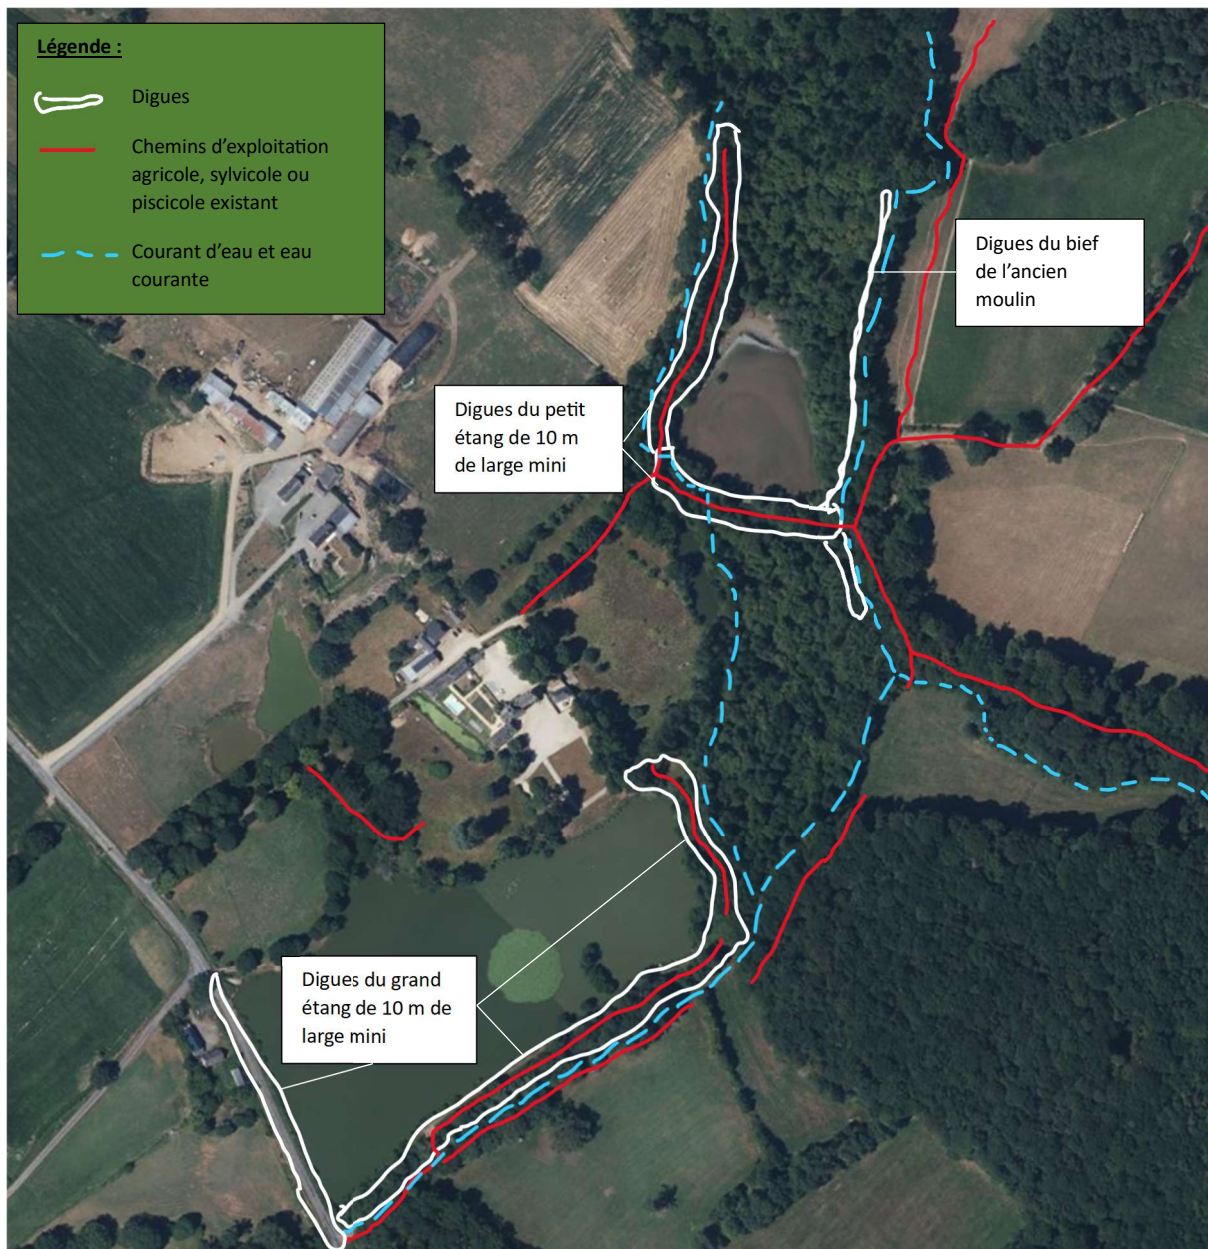 Légende :
Digues
Chemins d’exploitation
agricole, sylvicole ou
piscicole existant
Courant d’eau et eau
courante
Digues du bief
de l’ancien
moulin
Digues du petit
étang de 10 m
de large mini
Digues du grand
étang de 10 m de
large mini